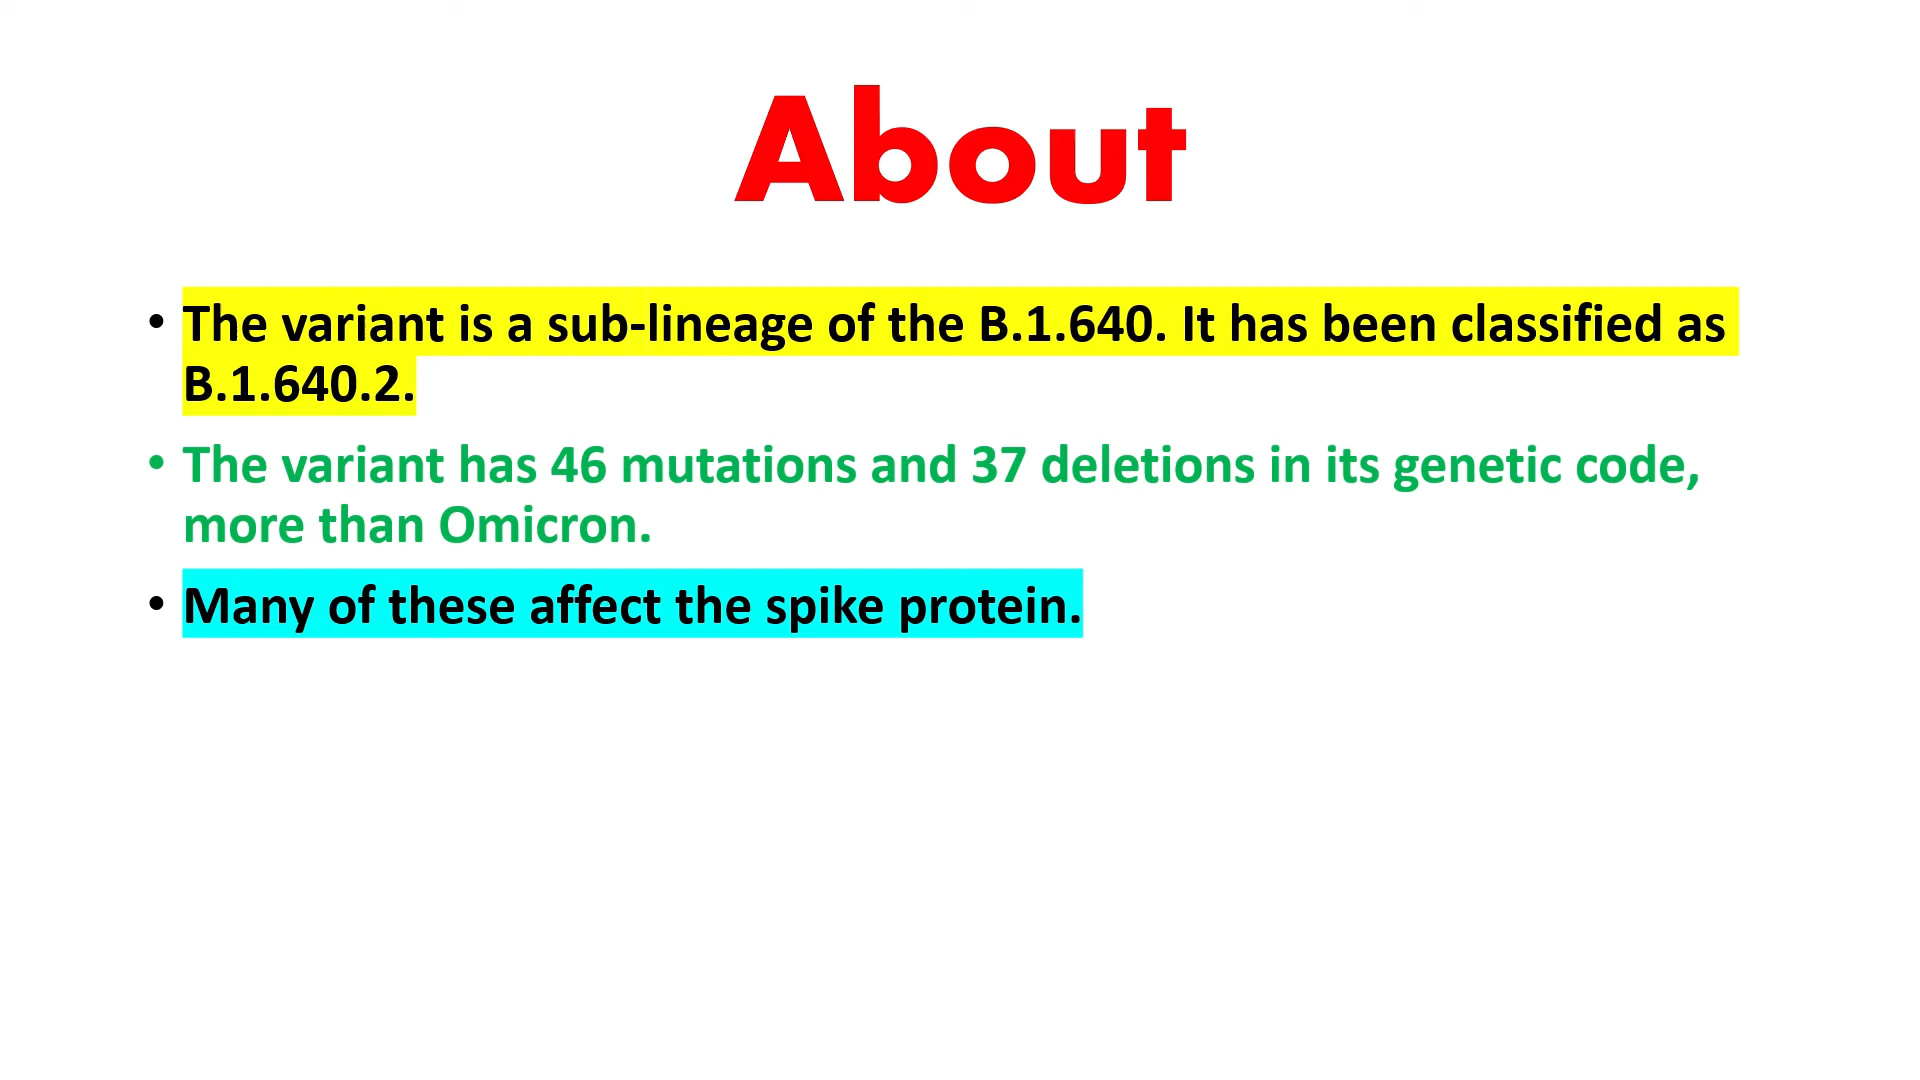 About
• The variant is a sub-lineage of the B.1.640. It has been classified as
B.1.640.2.
• The variant has 46 mutations and 37 deletions in its genetic code,
more than Omicron.
• Many of these affect the spike protein.